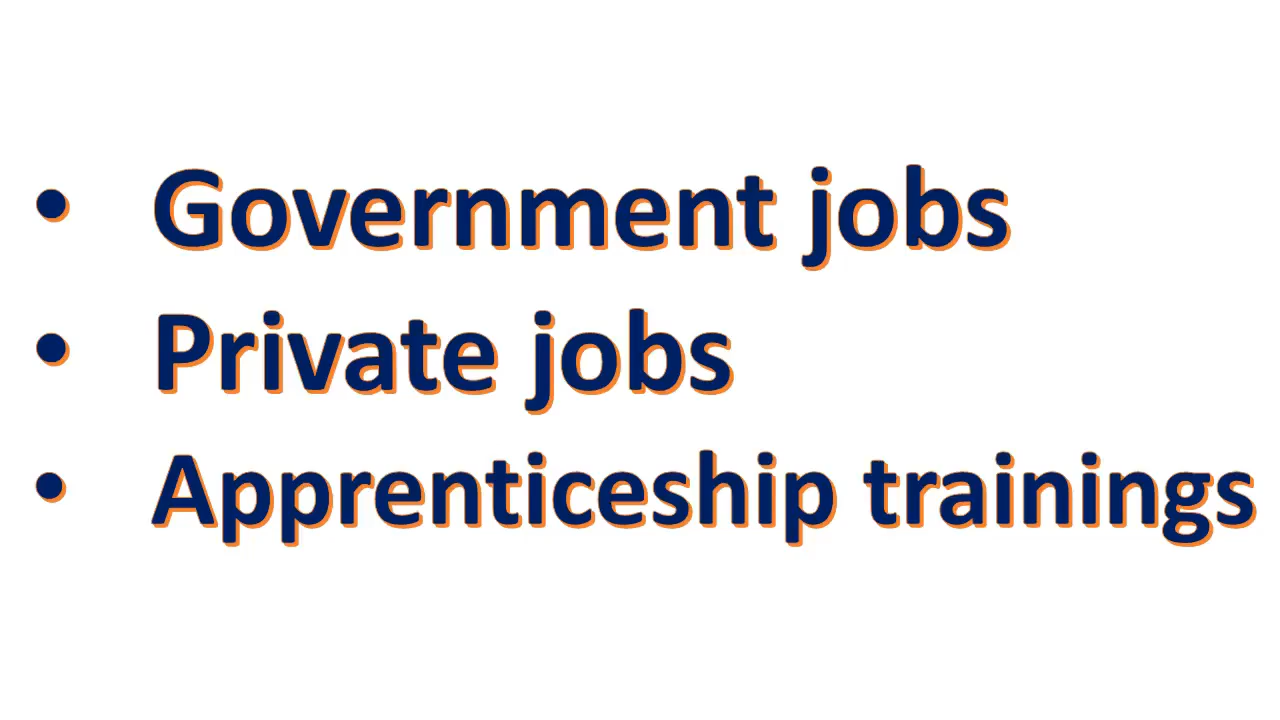 • Government jobs
• Private jobs
• Apprenticeship trainings